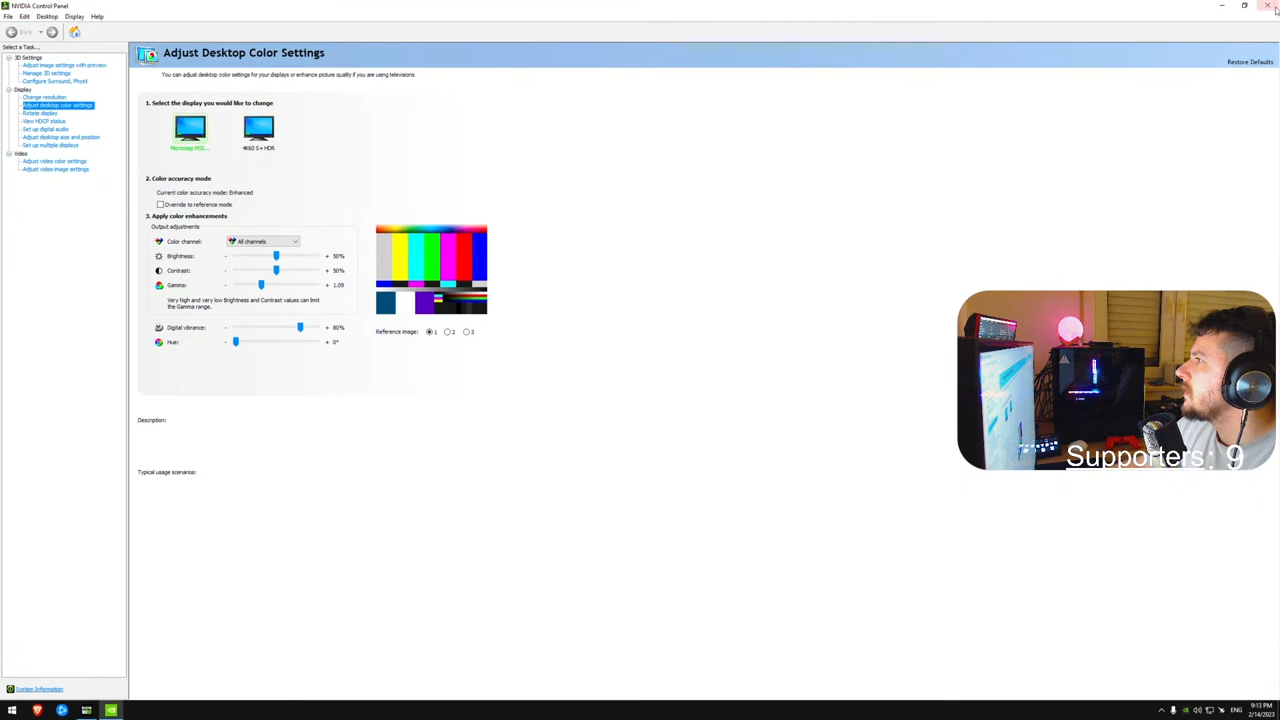 NVIDIA Control Panel
File Edit Desktop Display Help
Back
Select a Task...
3D Settings
Adjust image settings with preview
Manage 3D settings
Configure Surround, PhysX
Display
Change resolution
Adjust desktop color settings
Rotate display
View HDCP status
Set up digital audio
Adjust desktop size and position
Set up multiple displays
Video
Adjust video color settings
Adjust video image settings
System Information
Adjust Desktop Color Settings
Restore Defaults
You can adjust desktop color settings for your displays or enhance picture quality if you are using televisions.
1. Select the display you would like to change
Microstep MSI... 4K60 S+ HDR
2. Color accuracy mode
Current color accuracy mode: Enhanced
Override to reference mode
3. Apply color enhancements
Output adjustments
Color channel: All channels
Brightness: - + 50%
Contrast: - + 50%
Gamma: - + 1.09
Very high and very low Brightness and Contrast values can limit
the Gamma range.
Digital vibrance: - + 80%
Hue: - + 0°
Reference image: 1 2 3
Description:
Typical usage scenarios:
Supporters: 9
ENG
9:13 PM
2/14/2023